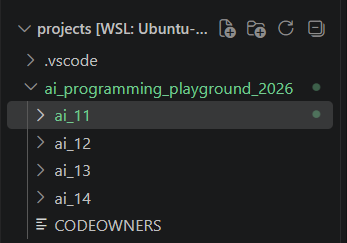 projects [WSL: Ubuntu-...
.vscode
ai_programming_playground_2026
ai_11
ai_12
ai_13
ai_14
CODEOWNERS